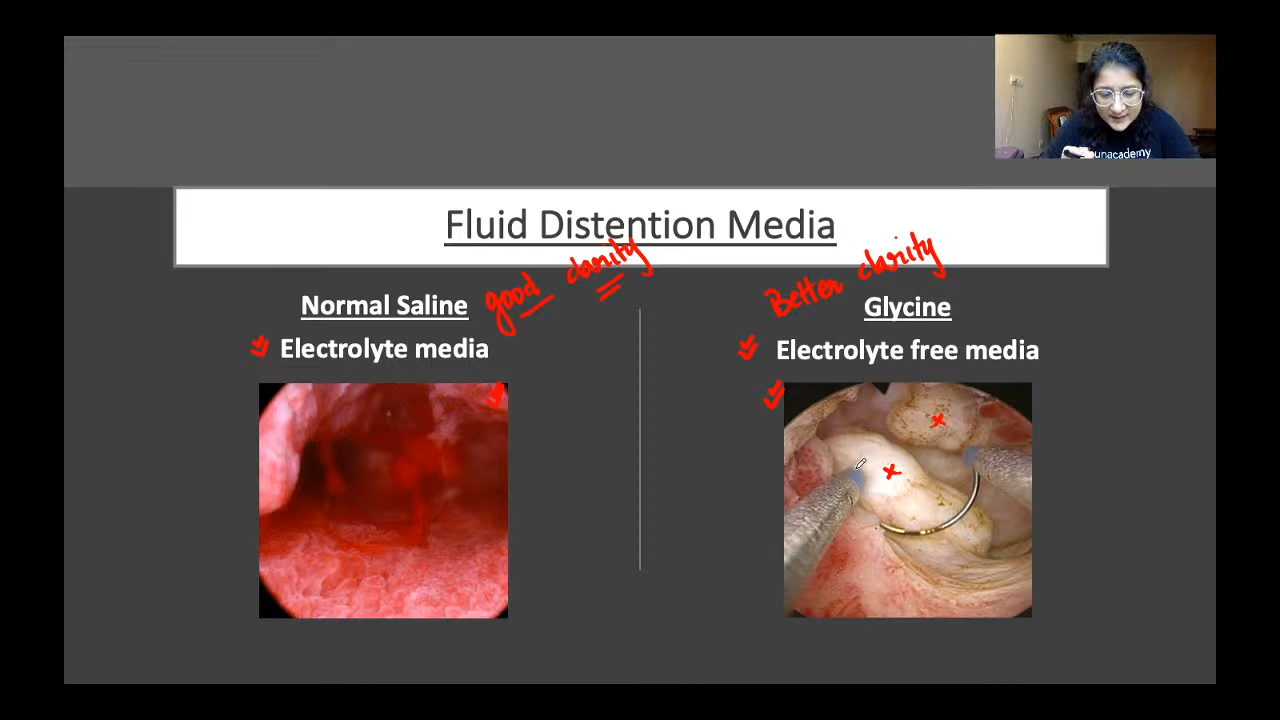 unacademy
Fluid Distention Media
good clarity
Better clarity
Normal Saline
Glycine
Electrolyte media
Electrolyte free media